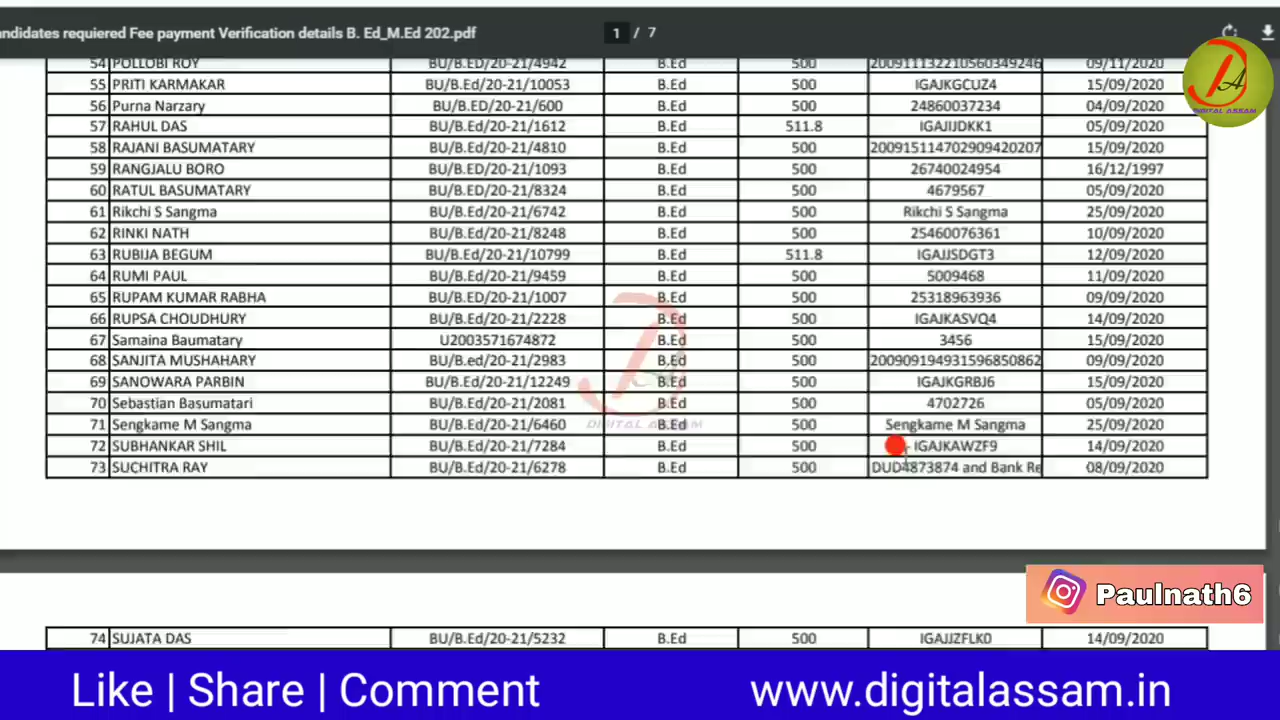 andidates requiered Fee payment Verification details B. Ed_M.Ed 202.pdf 1 / 7
54 POLLOBI ROY BU/B.ED/20-21/4942 B.Ed 500 200911132210560349246 09/11/2020
55 PRITI KARMAKAR BU/B.ED/20-21/10053 B.Ed 500 IGAJKGCUZ4 15/09/2020
56 Purna Narzary BU/B.ED/20-21/600 B.Ed 500 24860037234 04/09/2020
57 RAHUL DAS BU/B.Ed/20-21/1612 B.Ed 511.8 IGAJIJDKK1 05/09/2020
58 RAJANI BASUMATARY BU/B.Ed/20-21/4810 B.Ed 500 200915114702909420207 15/09/2020
59 RANGJALU BORO BU/B.ED/20-21/1093 B.Ed 500 26740024954 16/12/1997
60 RATUL BASUMATARY BU/B.Ed/20-21/8324 B.Ed 500 4679567 05/09/2020
61 Rikchi S Sangma BU/B.Ed/20-21/6742 B.Ed 500 Rikchi S Sangma 25/09/2020
62 RINKI NATH BU/B.Ed/20-21/8248 B.Ed 500 25460076361 10/09/2020
63 RUBIJA BEGUM BU/B.Ed/20-21/10799 B.Ed 511.8 IGAJJSDGT3 12/09/2020
64 RUMI PAUL BU/B.Ed/20-21/9459 B.Ed 500 5009468 11/09/2020
65 RUPAM KUMAR RABHA BU/B.ED/20-21/1007 B.Ed 500 25318963936 09/09/2020
66 RUPSA CHOUDHURY BU/B.Ed/20-21/2228 B.Ed 500 IGAJKASVQ4 14/09/2020
67 Samaina Baumatary U2003571674872 B.Ed 500 3456 15/09/2020
68 SANJITA MUSHAHARY BU/B.ed/20-21/2983 B.Ed 500 200909194931596850862 09/09/2020
69 SANOWARA PARBIN BU/B.Ed/20-21/12249 B.Ed 500 IGAJKGRBJ6 15/09/2020
70 Sebastian Basumatari BU/B.Ed/20-21/2081 B.Ed 500 4702726 05/09/2020
71 Sengkame M Sangma BU/B.Ed/20-21/6460 B.Ed 500 Sengkame M Sangma 25/09/2020
72 SUBHANKAR SHIL BU/B.Ed/20-21/7284 B.Ed 500 IGAJKAWZF9 14/09/2020
73 SUCHITRA RAY BU/B.Ed/20-21/6278 B.Ed 500 DUD4873874 and Bank Re 08/09/2020
DIGITAL ASSAM
DIGITAL ASSAM
Paulnath6
74 SUJATA DAS BU/B.Ed/20-21/5232 B.Ed 500 IGAJJZFLK0 14/09/2020
Like | Share | Comment www.digitalassam.in